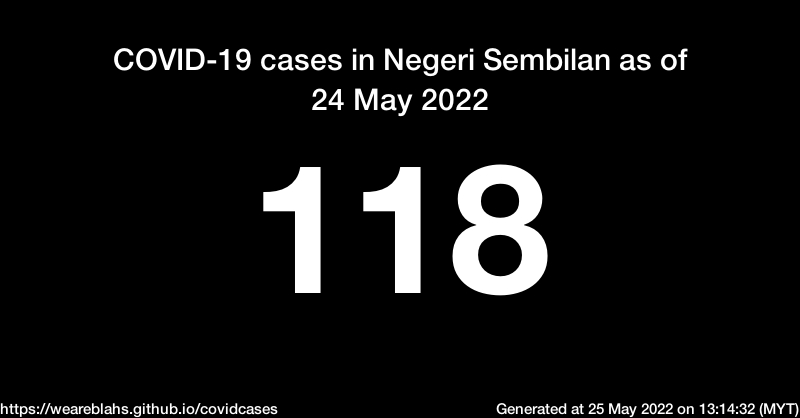 COVID-19 cases in Negeri Sembilan as of
24 May 2022
118
https://weareblahs.github.io/covidcases
Generated at 25 May 2022 on 13:14:32 (MYT)